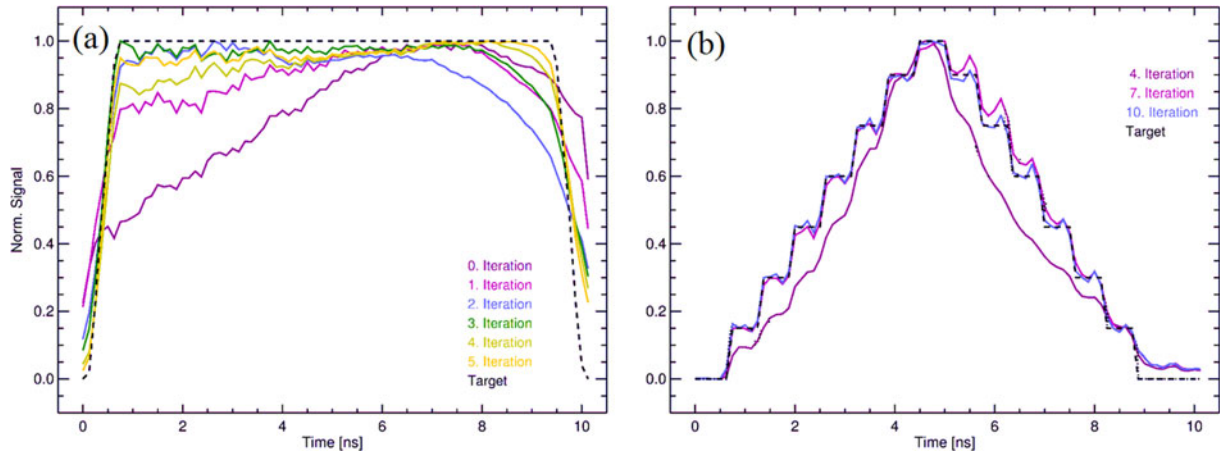 (a)
1.0
0.8
0.6
0.4
0.2
0.0
Norm. Signal
0. Iteration
1. Iteration
2. Iteration
3. Iteration
4. Iteration
5. Iteration
Target
0 2 4 6 8 10
Time [ns]
(b)
1.0
0.8
0.6
0.4
0.2
0.0
4. Iteration
7. Iteration
10. Iteration
Target
0 2 4 6 8 10
Time [ns]